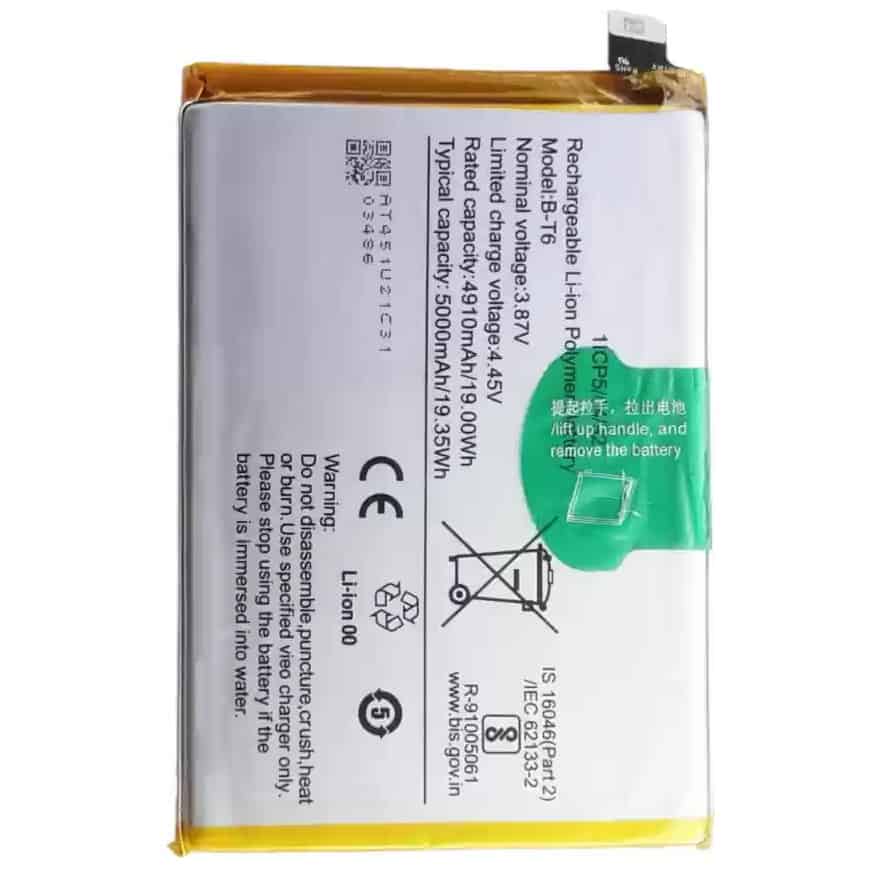 Rechargeable Li-ion Polymer Battery
1ICP5/
Model:B-T6
Nominal voltage:3.87V
Limited charge voltage:4.45V
Rated capacity:4910mAh/19.00Wh
Typical capacity: 5000mAh/19.35Wh
提起拉手，拉出电池
/lift up handle, and
remove the battery
IS 16046(Part 2)
/IEC 62133-2
R-91005061
www.bis.gov.in
AT451U21C31
03486
CE
5
Li-ion 00
Warning:
Do not disassemble,puncture,crush,heat
or burn.Use specified vieo charger only.
Please stop using the battery if the
battery is immersed into water.